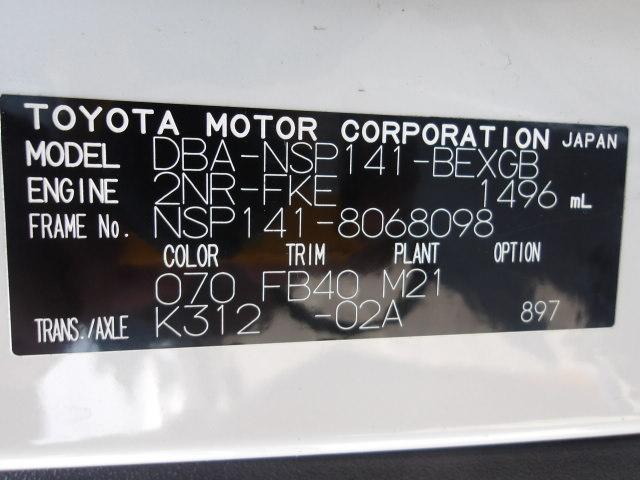 TOYOTA MOTOR CORPORATION JAPAN
MODEL DBA-NSP141-BEXGB
ENGINE 2NR-FKE 1496 mL
FRAME No. NSP141-8068098
COLOR TRIM PLANT OPTION
070 FB40 M21
TRANS./AXLE K312 -02A 897